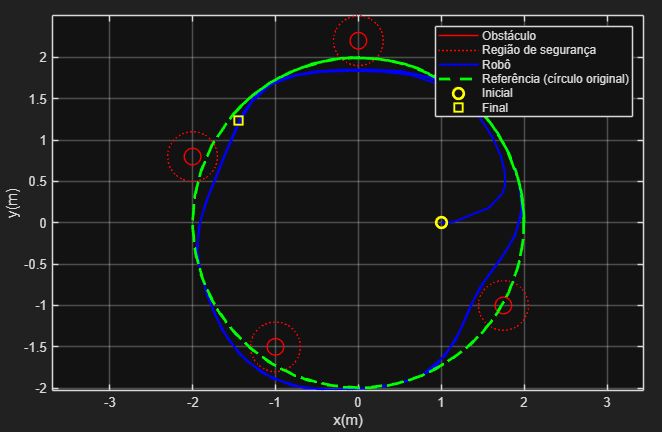 Obstáculo
Região de segurança
Robô
Referência (círculo original)
Inicial
Final
2
1.5
1
0.5
0
-0.5
-1
-1.5
-2
y(m)
-3
-2
-1
0
1
2
3
x(m)